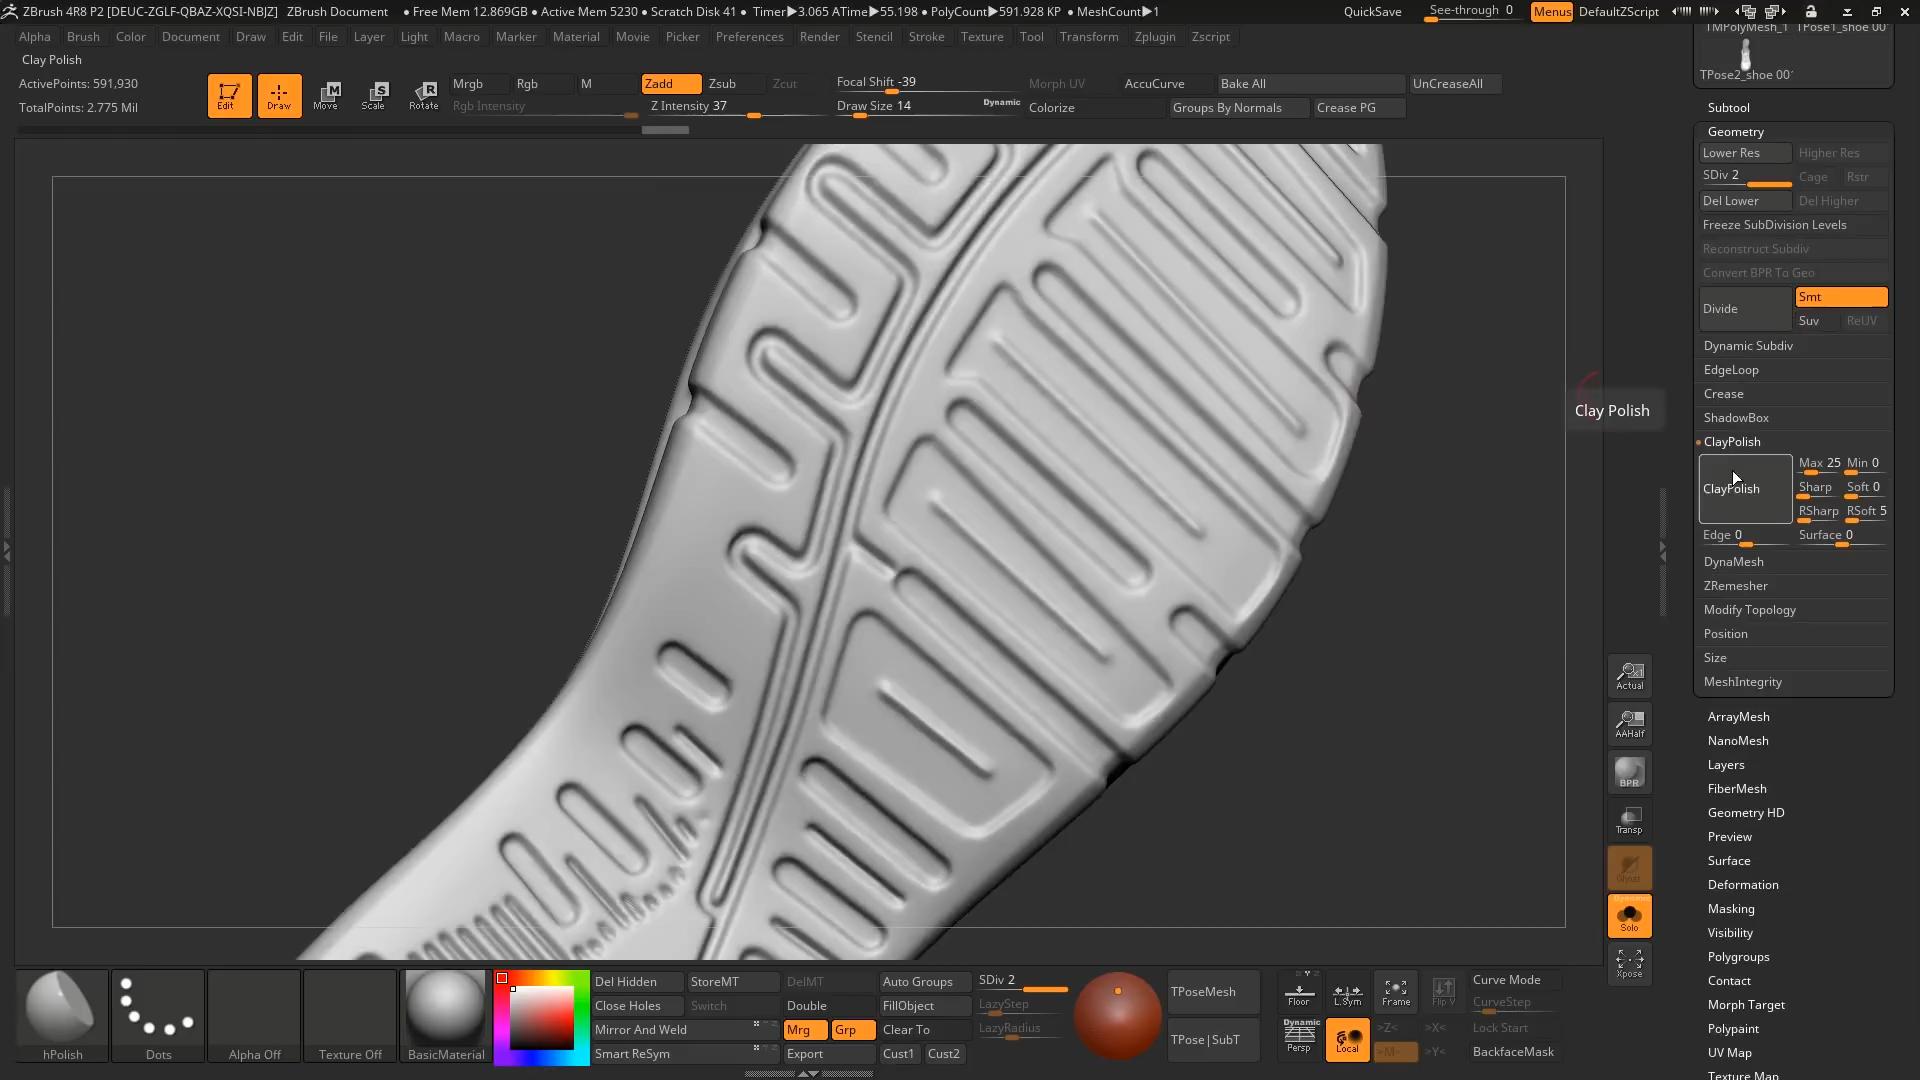 ZBrush 4R8 P2 [DEUC-ZGLF-QBAZ-XQSI-NBJZ] ZBrush Document • Free Mem 12.869GB • Active Mem 5230 • Scratch Disk 41 • Timer▶3.065 ATime▶55.198 • PolyCount▶591.928 KP • MeshCount▶1 QuickSave See-through 0 Menus DefaultZScript
Alpha Brush Color Document Draw Edit File Layer Light Macro Marker Material Movie Picker Preferences Render Stencil Stroke Texture Tool Transform Zplugin Zscript
Clay Polish
ActivePoints: 591,930
TotalPoints: 2.775 Mil
Edit Draw Move Scale Rotate
Mrgb Rgb M Zadd Zsub Zcut
Rgb Intensity Z Intensity 37
Focal Shift -39
Draw Size 14 Dynamic
Morph UV AccuCurve Bake All UnCreaseAll
Colorize Groups By Normals Crease PG
TMPolyMesh_1 TPose1_shoe 00
TPose2_shoe 00
Subtool
Geometry
Lower Res Higher Res
SDiv 2 Cage Rstr
Del Lower Del Higher
Freeze SubDivision Levels
Reconstruct Subdiv
Convert BPR To Geo
Divide Smt
Suv ReUV
Dynamic Subdiv
EdgeLoop
Crease
ShadowBox
Clay Polish
ClayPolish
ClayPolish
Max 25 Min 0
Sharp Soft 0
RSharp RSoft 5
Edge 0 Surface 0
DynaMesh
ZRemesher
Modify Topology
Position
Size
MeshIntegrity
ArrayMesh
NanoMesh
Layers
FiberMesh
Geometry HD
Preview
Surface
Deformation
Masking
Visibility
Polygroups
Contact
Morph Target
Polypaint
UV Map
Texture Map
Actual
AAHalf
BPR
Transp
Dynamic
Solo
Xpose
hPolish Dots Alpha Off Texture Off BasicMaterial
Del Hidden StoreMT DelMT Auto Groups
Close Holes Switch Double FillObject
Mirror And Weld Mrg Grp Clear To
Smart ReSym Export Cust1 Cust2
SDiv 2
LazyStep
LazyRadius
TPoseMesh
TPose|SubT
Floor L.Sym Frame Flip V
Dynamic
Persp Local >Z< >X<
>M< >Y<
Curve Mode
CurveStep
Lock Start
BackfaceMask